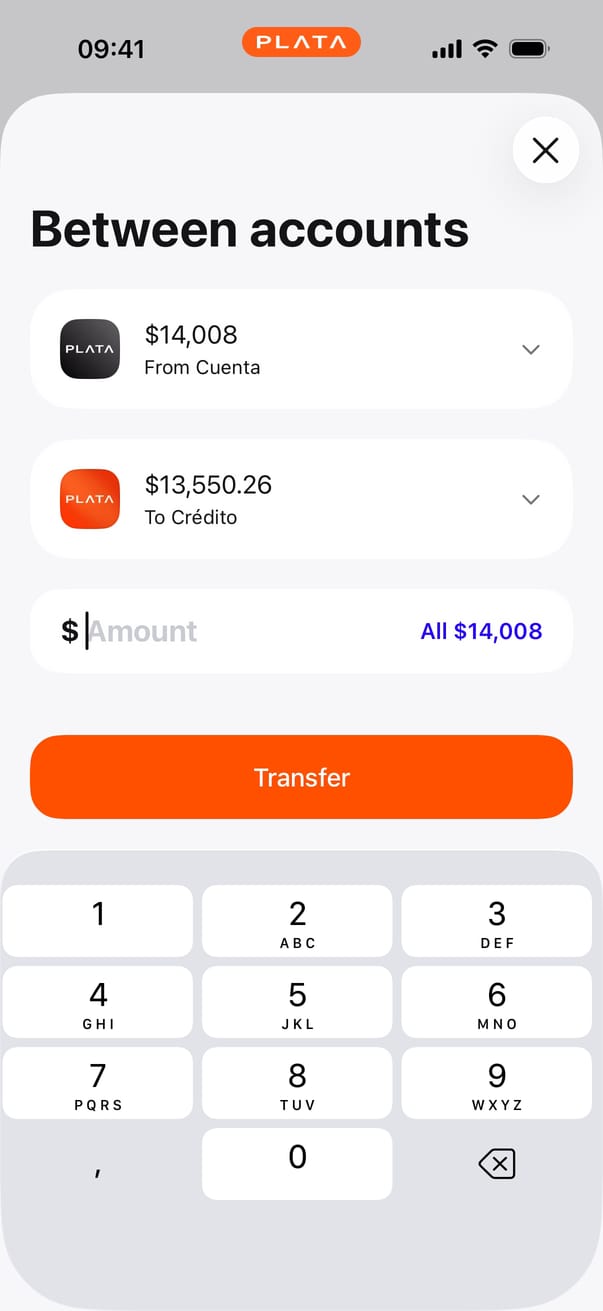 09:41
PLATA
Between accounts
PLATA
$14,008
From Cuenta
PLATA
$13,550.26
To Crédito
$ Amount
All $14,008
Transfer
1
2
ABC
3
DEF
4
GHI
5
JKL
6
MNO
7
PQRS
8
TUV
9
WXYZ
,
0